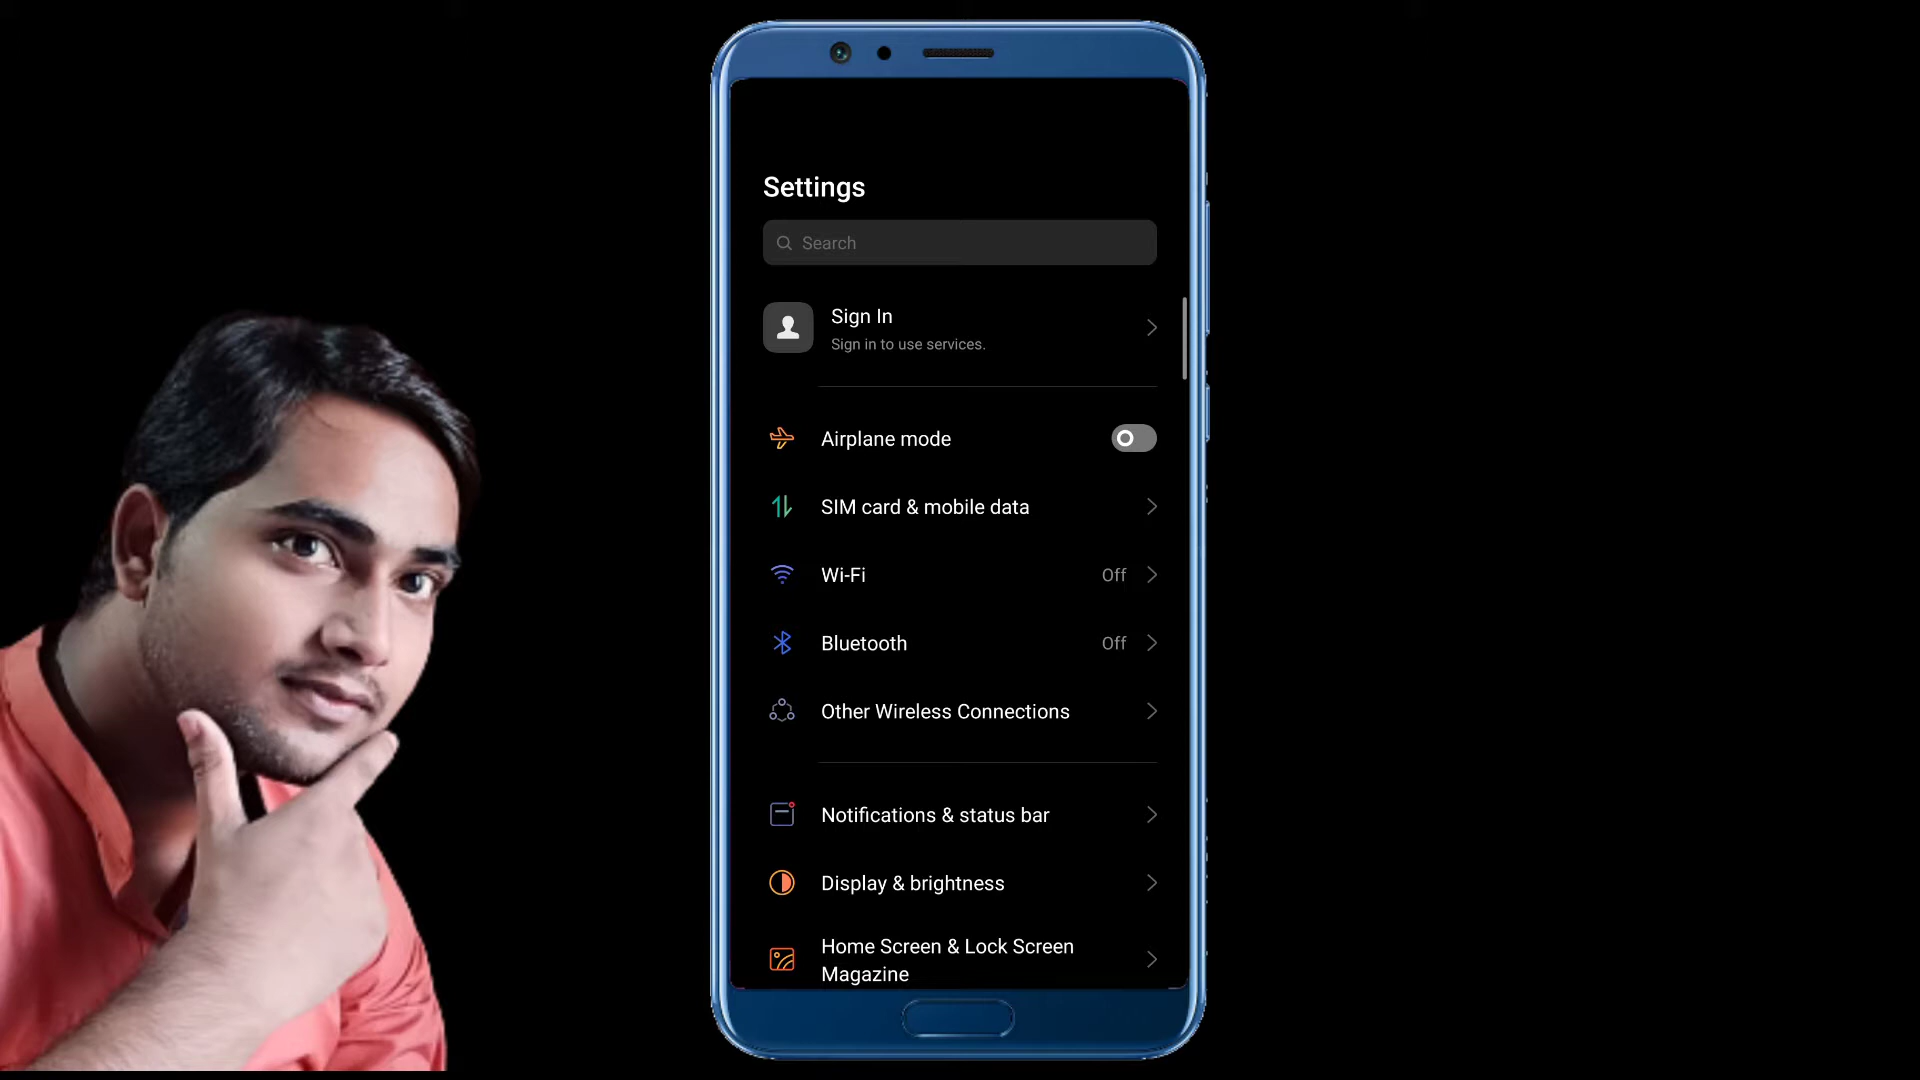 Settings
Search
Sign In
Sign in to use services.
Airplane mode
SIM card & mobile data
Wi-Fi Off
Bluetooth Off
Other Wireless Connections
Notifications & status bar
Display & brightness
Home Screen & Lock Screen
Magazine